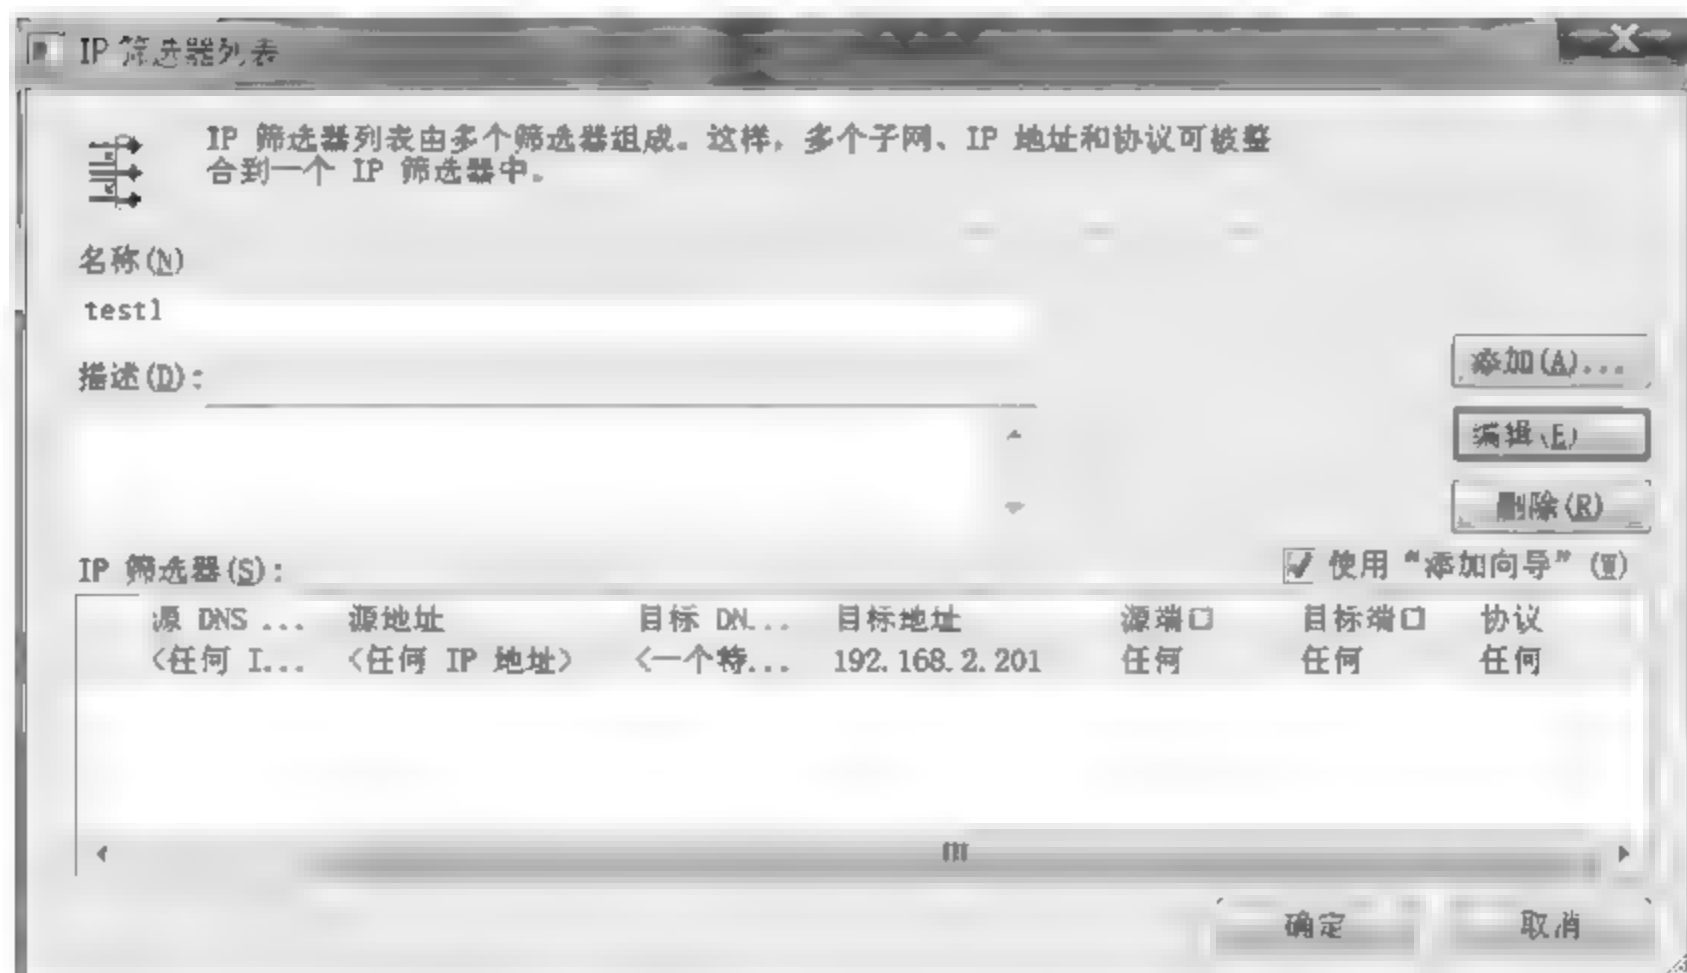 IP 筛选器列表
IP 筛选器列表由多个筛选器组成。这样，多个子网、IP 地址和协议可被整
合到一个 IP 筛选器中。
名称(N)
test1
描述(D):
添加(A)...
编辑(E)
删除(R)
IP 筛选器(S):
使用“添加向导”(W)
源 DNS ... 源地址 目标 DN... 目标地址 源端口 目标端口 协议
<任何 I... <任何 IP 地址> <一个特... 192.168.2.201 任何 任何 任何
确定 取消